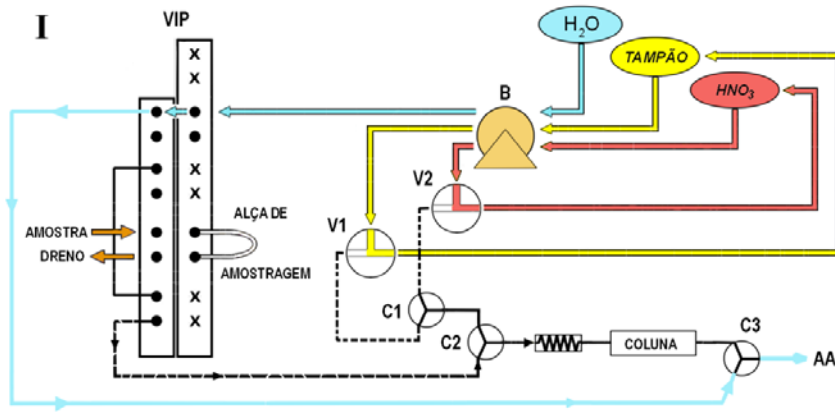 I
VIP
H₂O
TAMPÃO
HNO₃
B
V2
V1
X
X
X
X
X
X
AMOSTRA
DRENO
ALÇA DE
AMOSTRAGEM
C1
C2
COLUNA
C3
AA